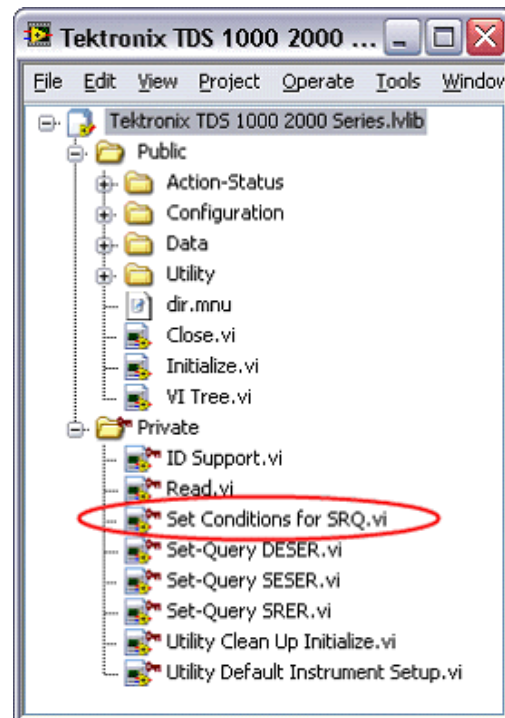 Tektronix TDS 1000 2000 ...
File Edit View Project Operate Tools Window
Tektronix TDS 1000 2000 Series.lvlib
Public
Action-Status
Configuration
Data
Utility
dir.mnu
Close.vi
Initialize.vi
VI Tree.vi
Private
ID Support.vi
Read.vi
Set Conditions for SRQ.vi
Set-Query DESER.vi
Set-Query SESER.vi
Set-Query SRER.vi
Utility Clean Up Initialize.vi
Utility Default Instrument Setup.vi